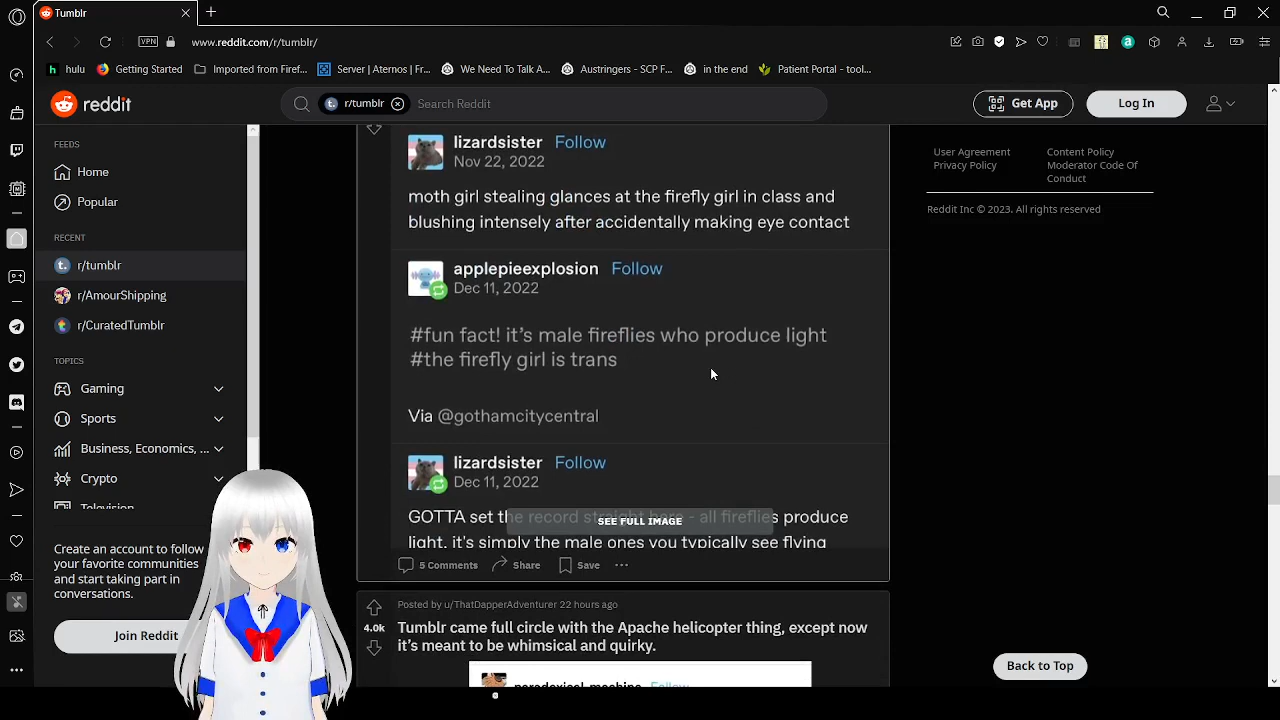 Tumblr
VPN
www.reddit.com/r/tumblr/
hulu
Getting Started
Imported from Firef...
Server | Aternos | Fr...
We Need To Talk A...
Austringers - SCP F...
in the end
Patient Portal - tool...
reddit
r/tumblr
Search Reddit
Get App
Log In
FEEDS
Home
Popular
RECENT
r/tumblr
r/AmourShipping
r/CuratedTumblr
TOPICS
Gaming
Sports
Business, Economics, ...
Crypto
Television
Create an account to follow
your favorite communities
and start taking part in
conversations.
Join Reddit
lizardsister Follow
Nov 22, 2022
moth girl stealing glances at the firefly girl in class and
blushing intensely after accidentally making eye contact
applepieexplosion Follow
Dec 11, 2022
#fun fact! it's male fireflies who produce light
#the firefly girl is trans
Via @gothamcitycentral
lizardsister Follow
Dec 11, 2022
GOTTA set the record straight here - all fireflies produce
SEE FULL IMAGE
light, it's simply the male ones you typically see flying
5 Comments
Share
Save
Posted by u/ThatDapperAdventurer 22 hours ago
4.0k
Tumblr came full circle with the Apache helicopter thing, except now
it's meant to be whimsical and quirky.
paradoxical-machine Follow
User Agreement
Privacy Policy
Content Policy
Moderator Code Of
Conduct
Reddit Inc © 2023. All rights reserved
Back to Top